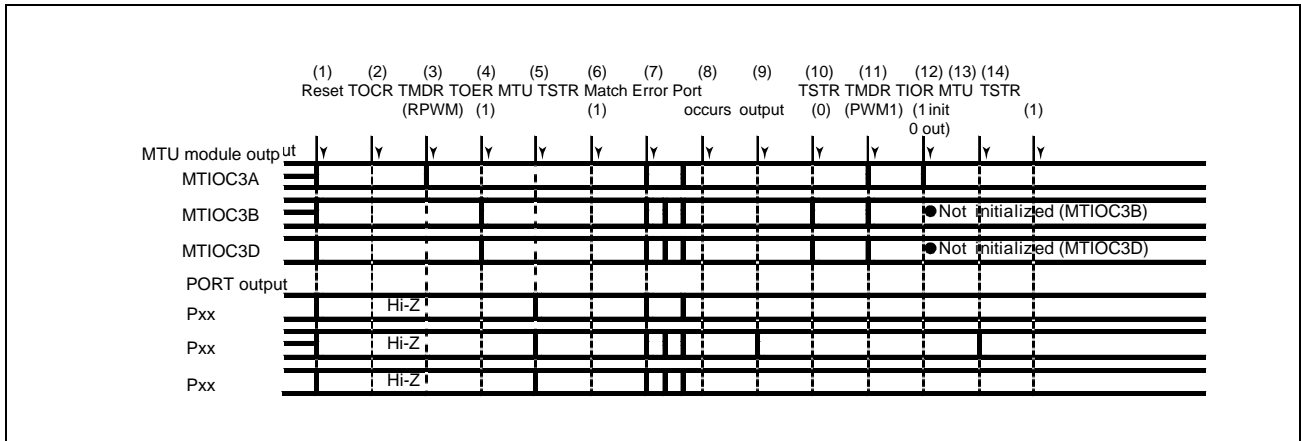 (1) (2) (3) (4) (5) (6) (7) (8) (9) (10) (11) (12) (13) (14)
Reset TOCR TMDR TOER MTU TSTR Match Error Port TSTR TMDR TIOR MTU TSTR
(RPWM) (1) (1) occurs output (0) (PWM1) (1 init (1)
0 out)
MTU module output
MTIOC3A
MTIOC3B ●Not initialized (MTIOC3B)
MTIOC3D ●Not initialized (MTIOC3D)
PORT output
Pxx Hi-Z
Pxx Hi-Z
Pxx Hi-Z